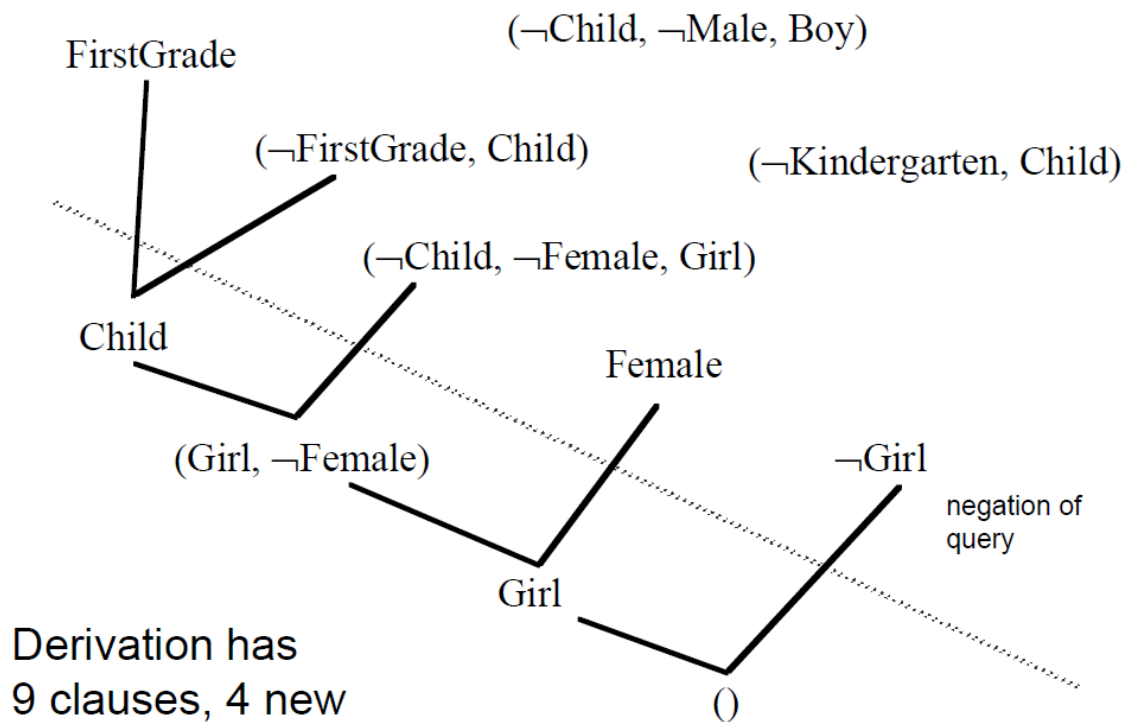 (¬Child, ¬Male, Boy)
FirstGrade
(¬FirstGrade, Child)
(¬Kindergarten, Child)
(¬Child, ¬Female, Girl)
Child
Female
(Girl, ¬Female)
¬Girl
negation of
query
Girl
Derivation has
9 clauses, 4 new
()